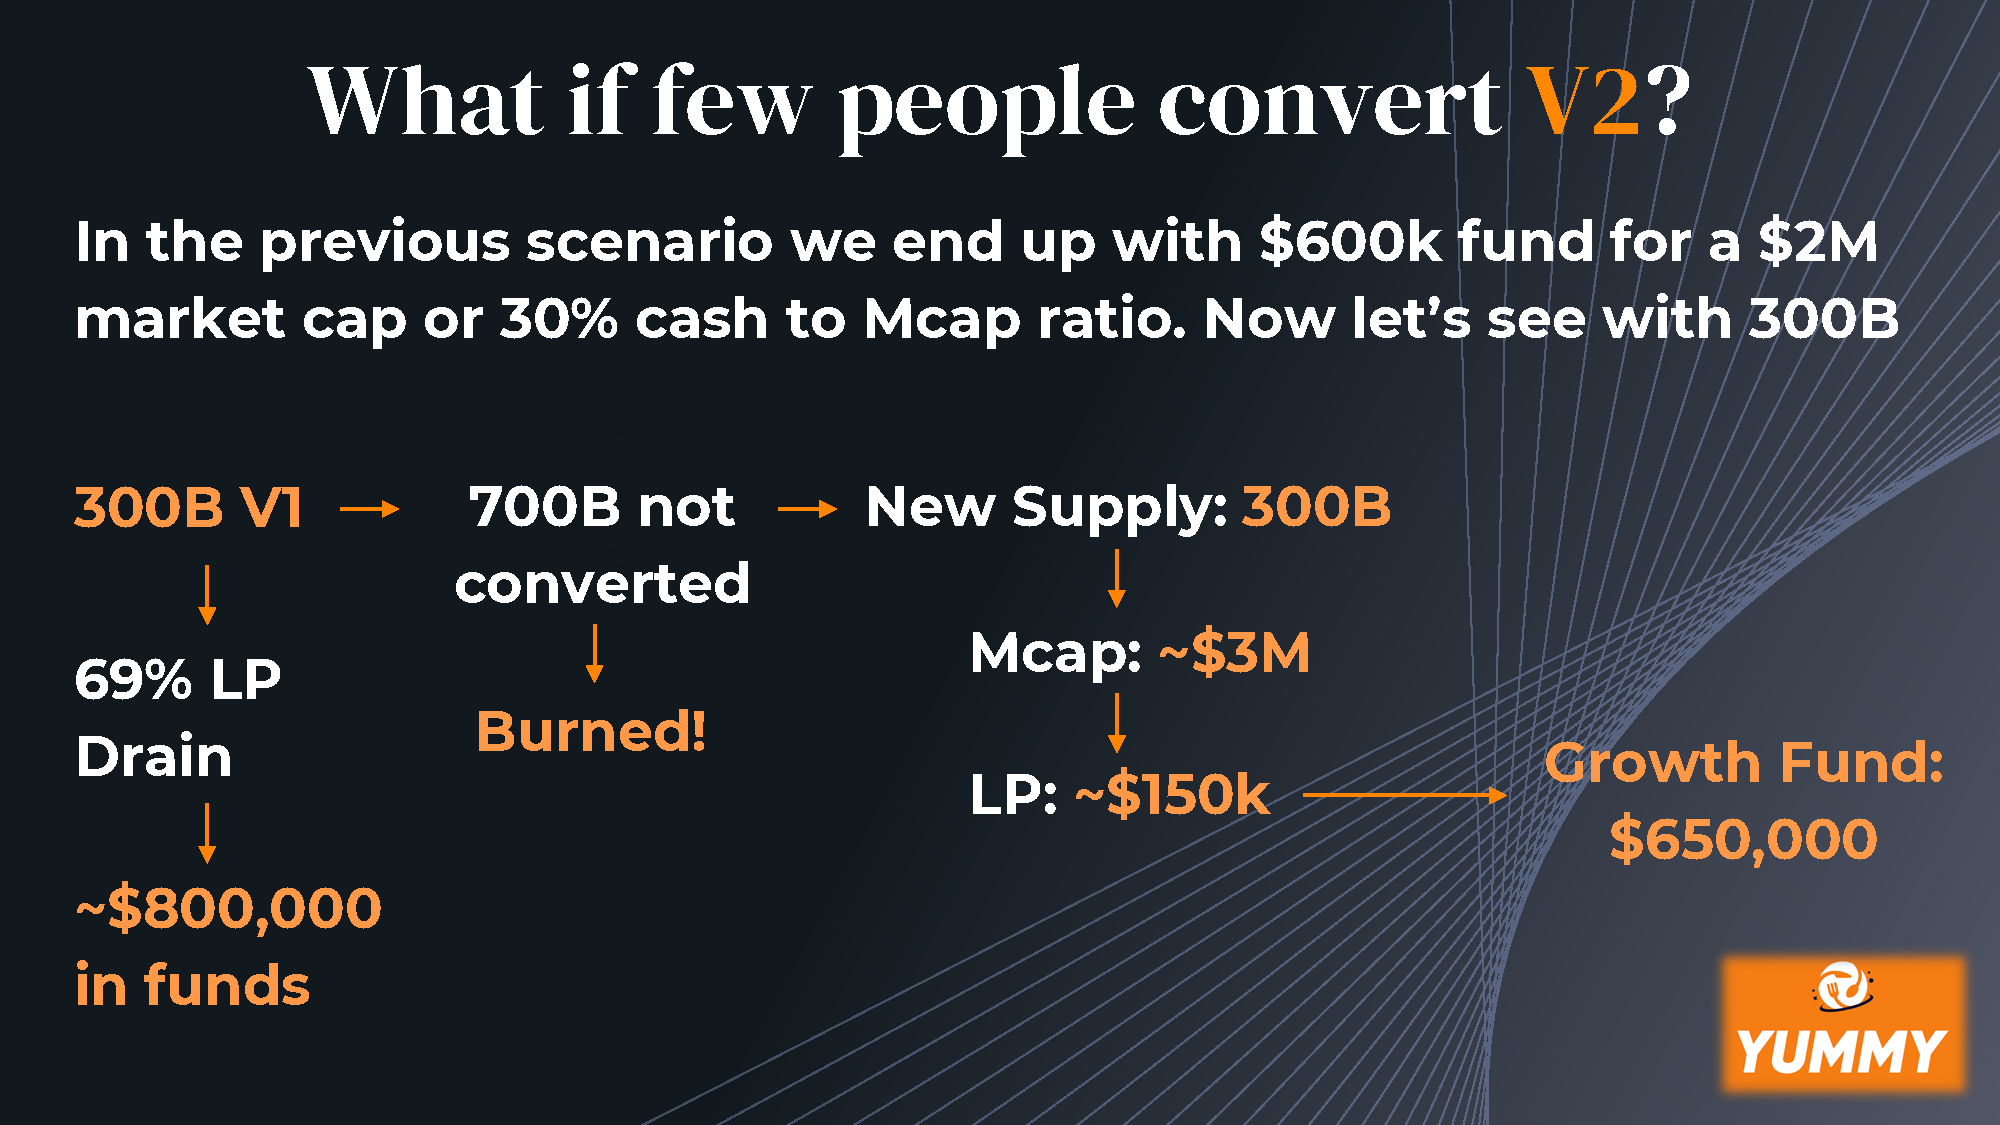 What if few people convert V2?
In the previous scenario we end up with $600k fund for a $2M
market cap or 30% cash to Mcap ratio. Now let’s see with 300B
300B V1
69% LP
Drain
~$800,000
in funds
700B not
converted
Burned!
New Supply: 300B
Mcap: ~$3M
LP: ~$150k
Growth Fund:
$650,000
YUMMY